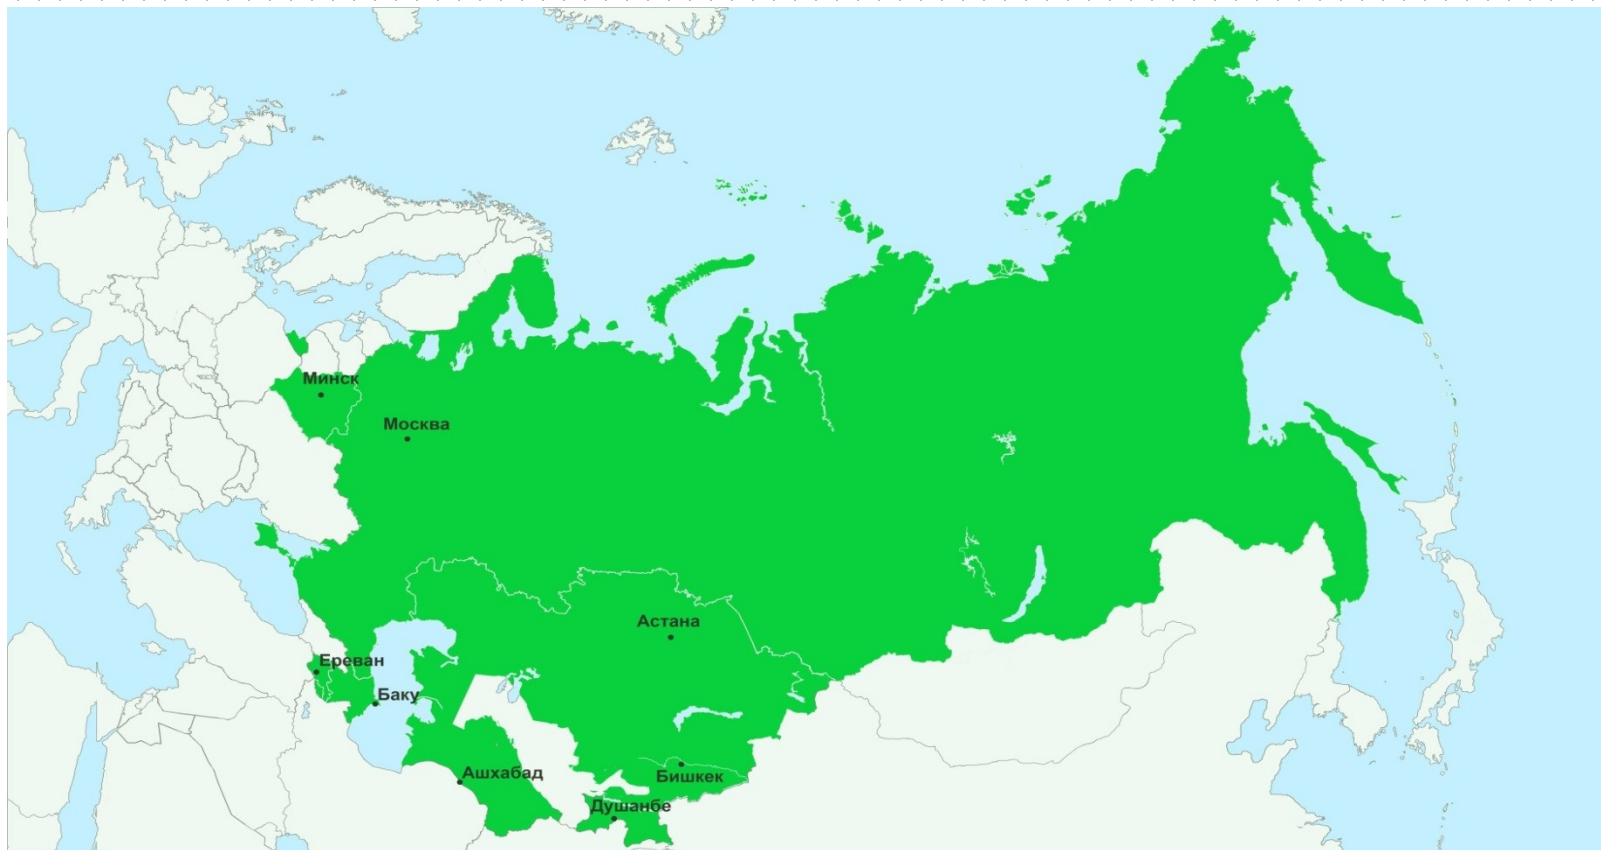 Минск
Москва
Астана
Ереван
Баку
Ашхабад
Бишкек
Душанбе